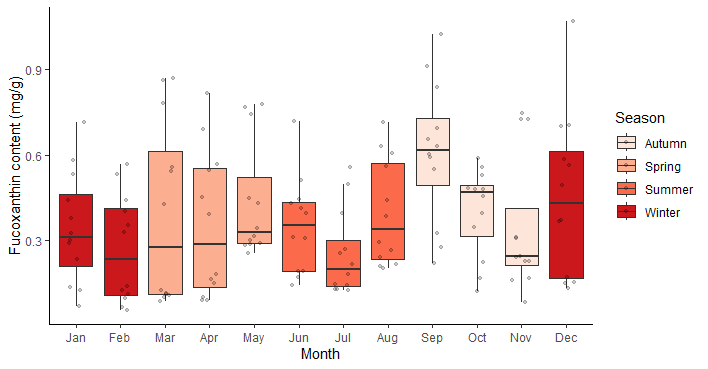 Fucoxanthin content (mg/g)
0.9
0.6
0.3
Jan Feb Mar Apr May Jun Jul Aug Sep Oct Nov Dec
Month
Season
Autumn
Spring
Summer
Winter